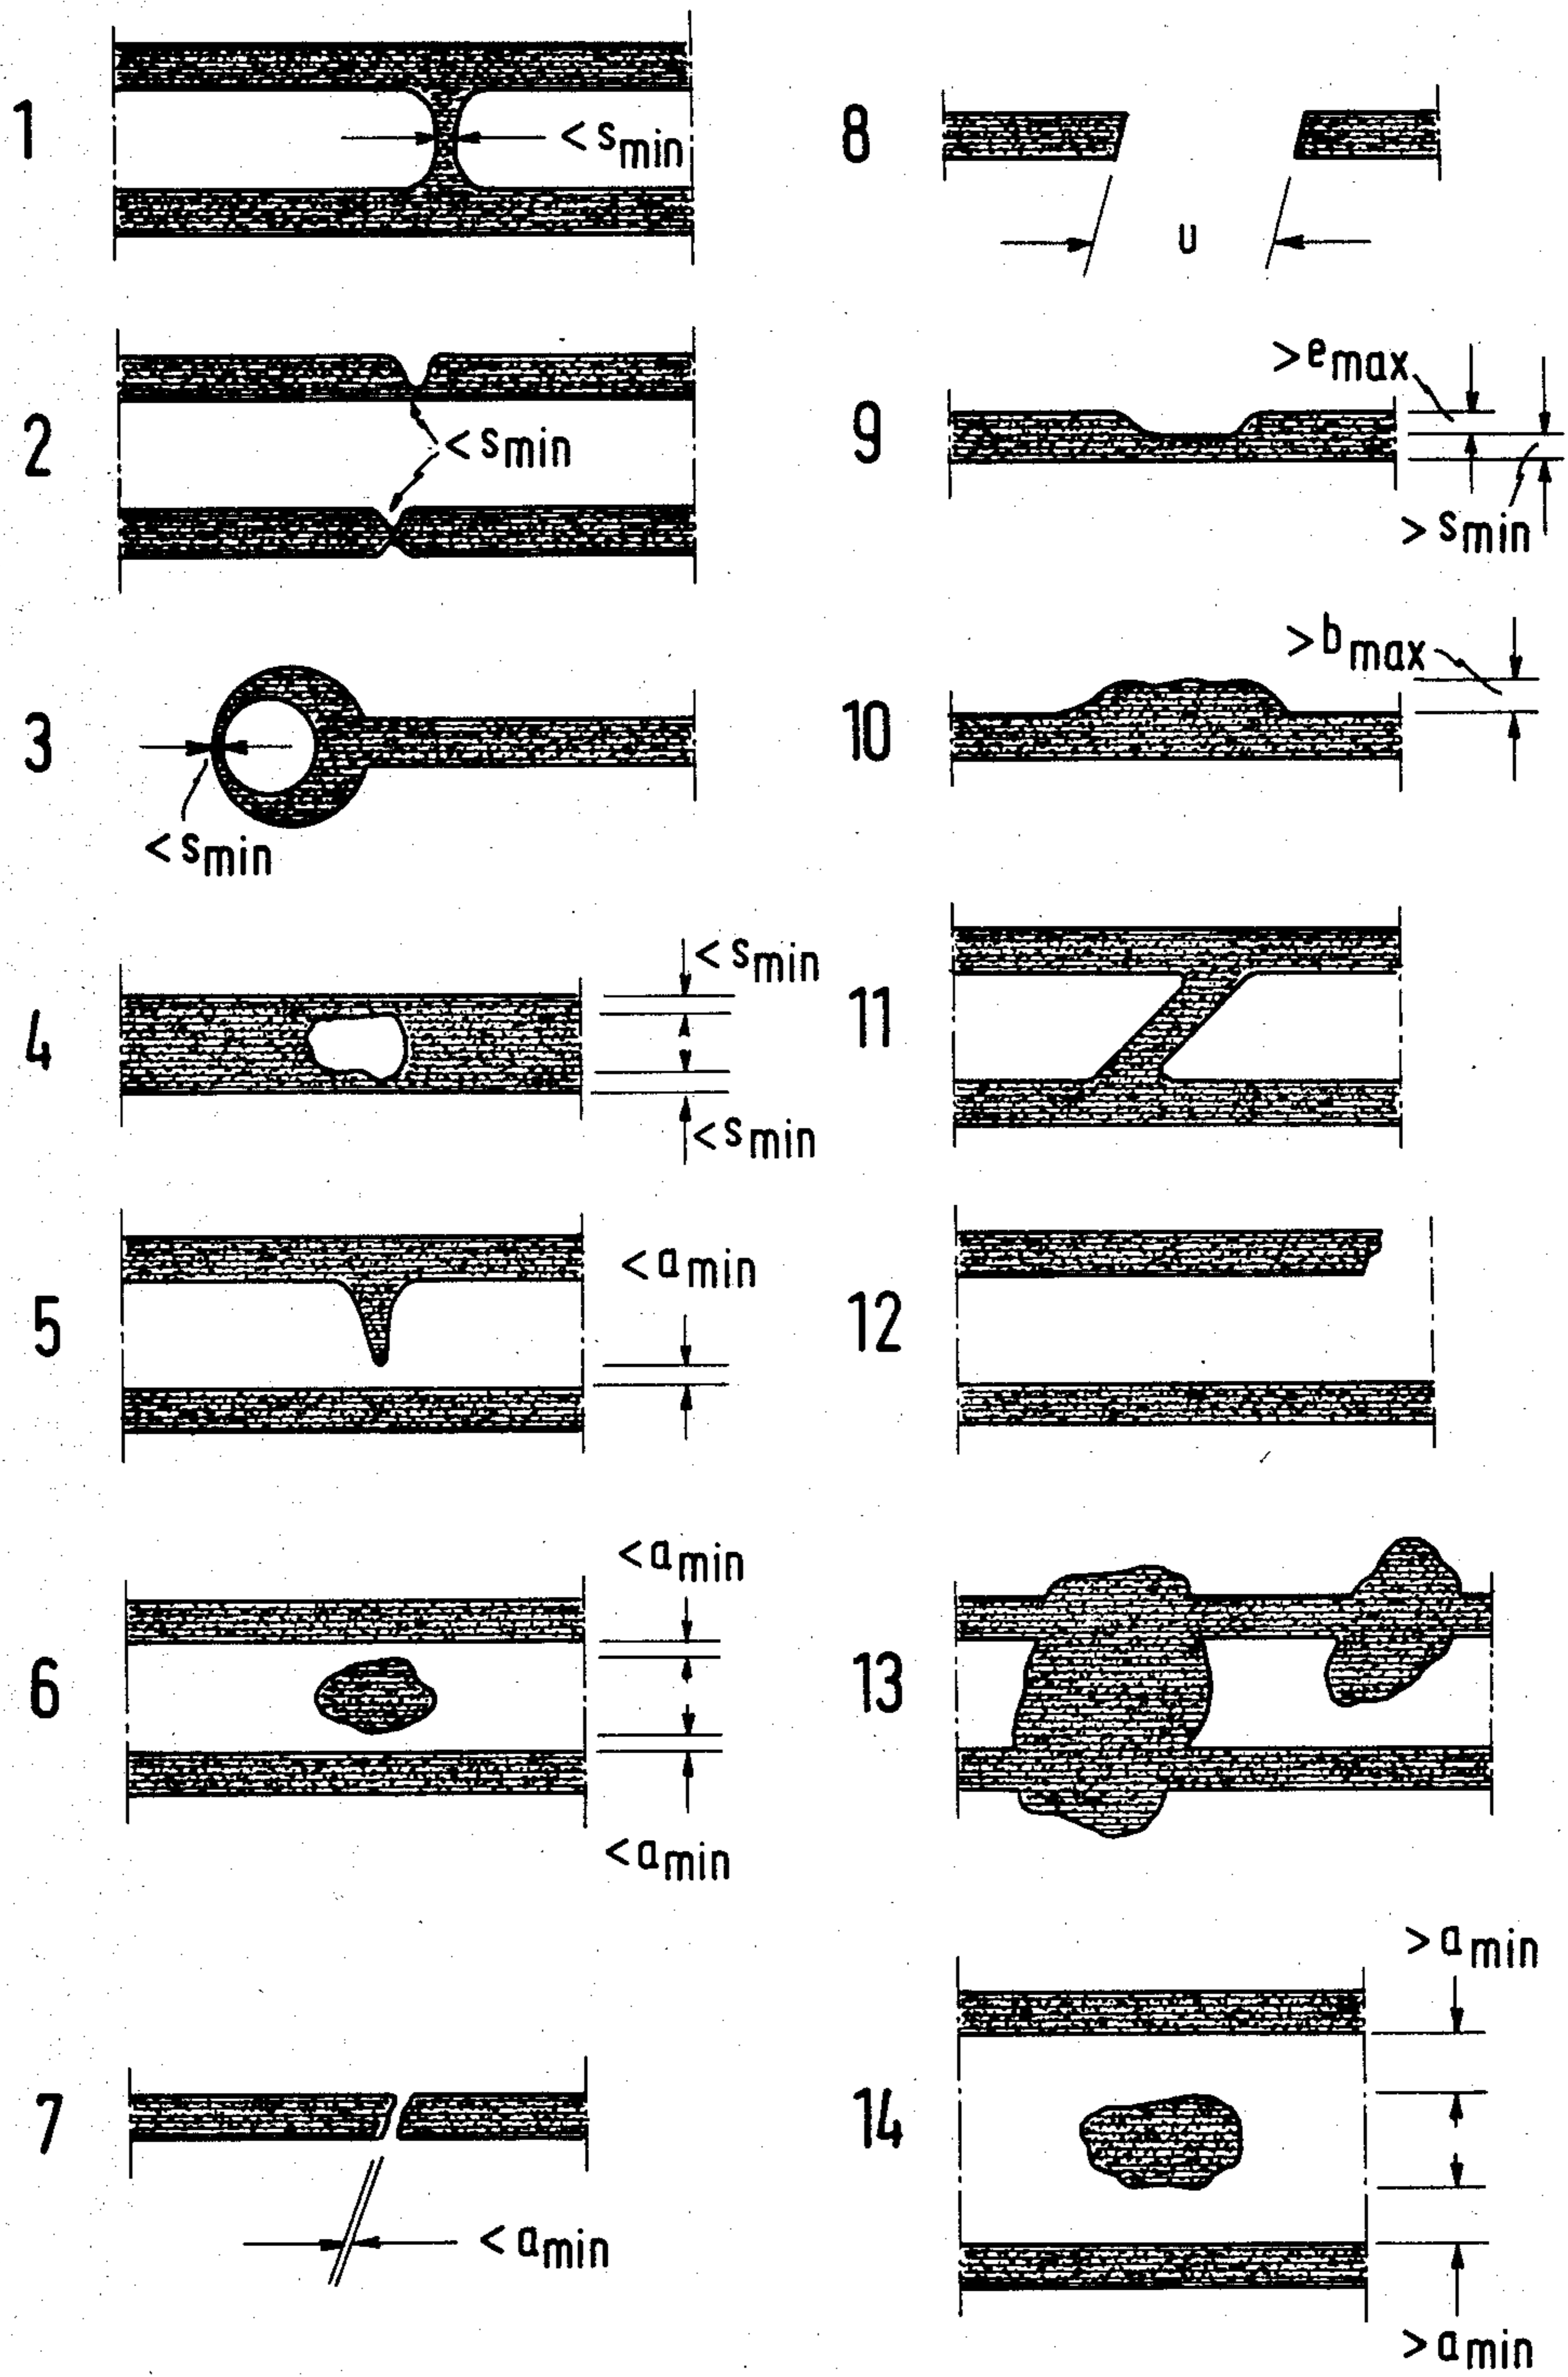 1
< smin
2
< smin
3
< smin
4
< smin
< smin
5
< amin
6
< amin
< amin
7
< amin
8
u
9
> emax
> smin
10
> bmax
11
12
13
14
> amin
> amin